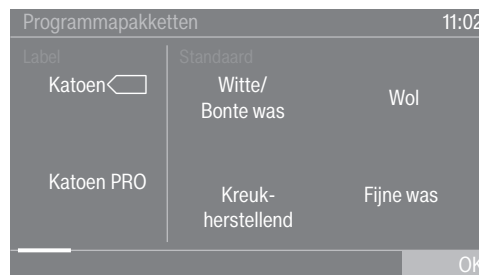 Programmapakketten 11:02
Label Standaard
Katoen
Witte/
Bonte was
Wol
Katoen PRO
Kreuk-
herstellend
Fijne was
OK